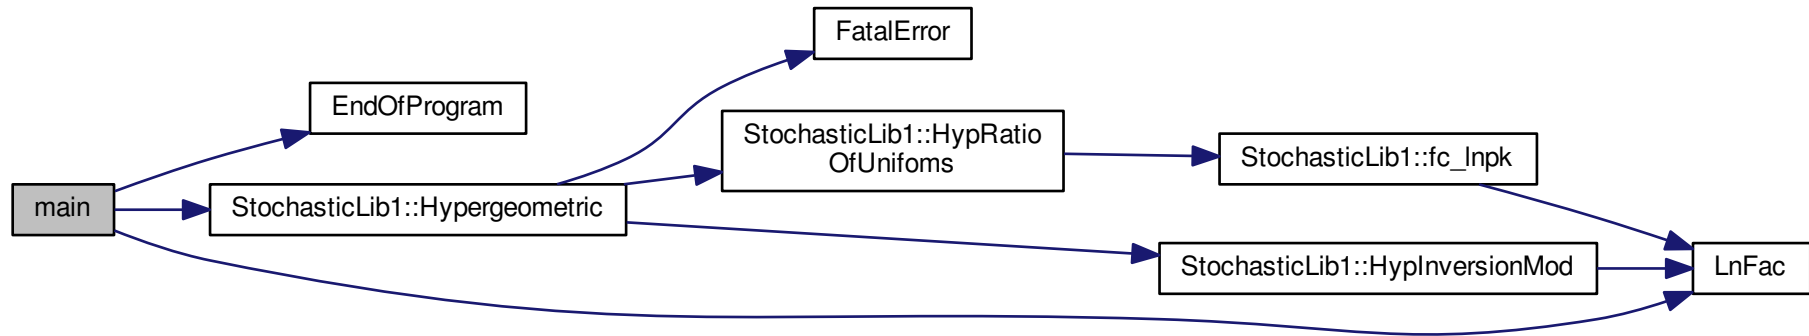 FatalError
EndOfProgram
StochasticLib1::HypRatio
OfUnifoms
StochasticLib1::fc_lnpk
main
StochasticLib1::Hypergeometric
StochasticLib1::HypInversionMod
LnFac